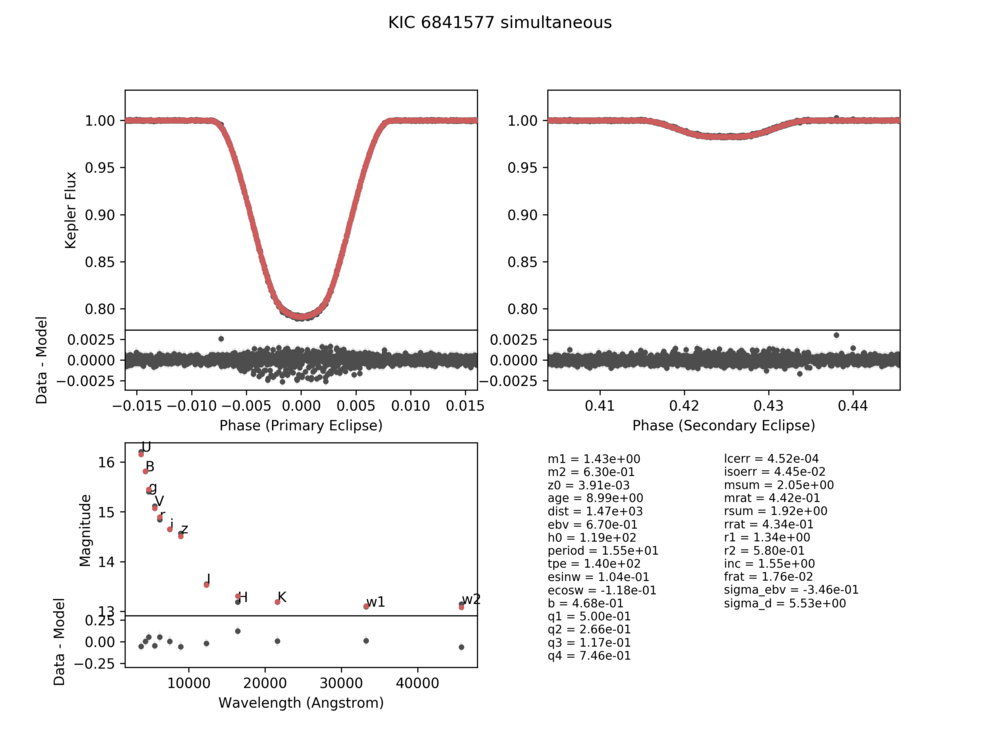 KIC 6841577 simultaneous
1.00
0.95
0.90
0.85
0.80
Kepler Flux
1.00
0.95
0.90
0.85
0.80
0.0025
0.0000
−0.0025
Data - Model
−0.015 −0.010 −0.005 0.000 0.005 0.010 0.015
Phase (Primary Eclipse)
0.0025
0.0000
−0.0025
0.41 0.42 0.43 0.44
Phase (Secondary Eclipse)
16
15
14
13
Magnitude
U
B
g
V
r
i
z
J
H
K
w1
w2
0.25
0.00
−0.25
Data - Model
10000 20000 30000 40000
Wavelength (Angstrom)
m1 = 1.43e+00
m2 = 6.30e-01
z0 = 3.91e-03
age = 8.99e+00
dist = 1.47e+03
ebv = 6.70e-01
h0 = 1.19e+02
period = 1.55e+01
tpe = 1.40e+02
esinw = 1.04e-01
ecosw = -1.18e-01
b = 4.68e-01
q1 = 5.00e-01
q2 = 2.66e-01
q3 = 1.17e-01
q4 = 7.46e-01
lcerr = 4.52e-04
isoerr = 4.45e-02
msum = 2.05e+00
mrat = 4.42e-01
rsum = 1.92e+00
rrat = 4.34e-01
r1 = 1.34e+00
r2 = 5.80e-01
inc = 1.55e+00
frat = 1.76e-02
sigma_ebv = -3.46e-01
sigma_d = 5.53e+00